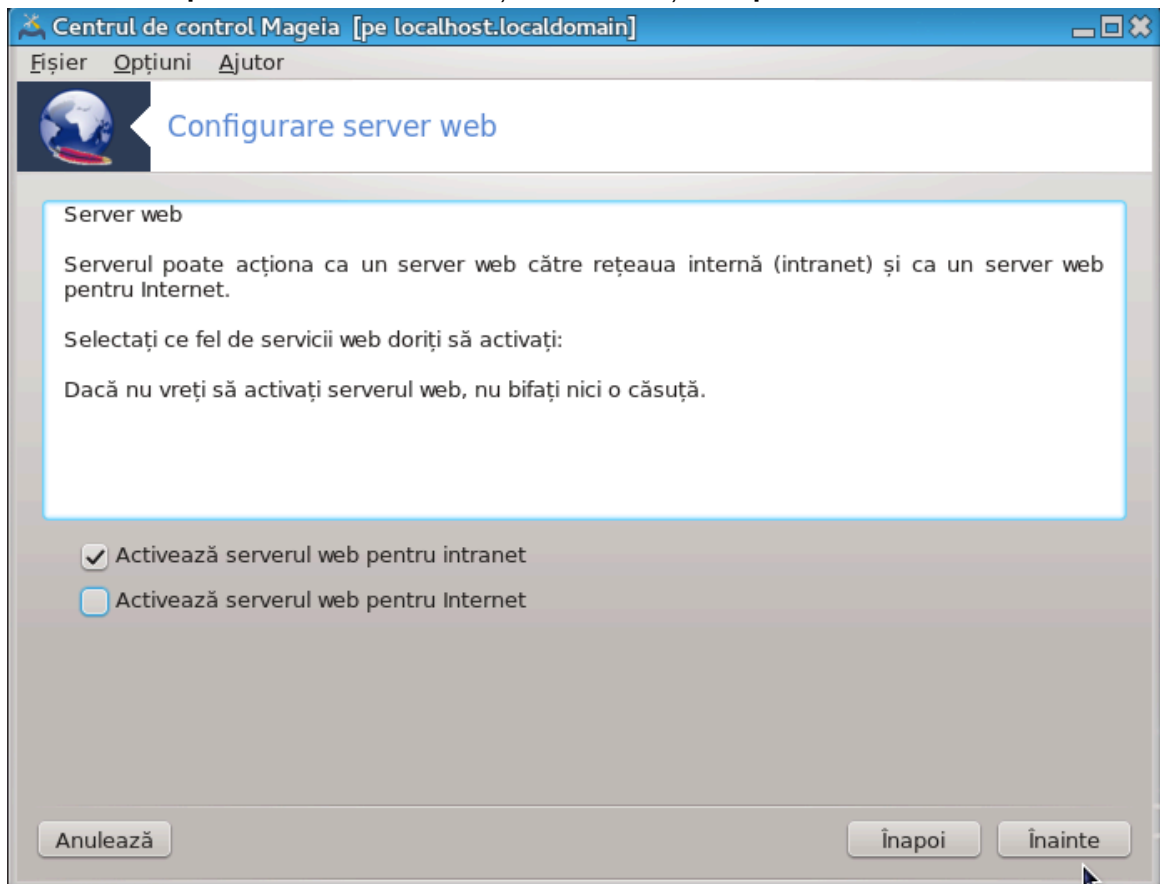 Centrul de control Mageia [pe localhost.localdomain]
Fișier Opțiuni Ajutor
Configurare server web
Server web
Serverul poate acționa ca un server web către rețeaua internă (intranet) și ca un server web
pentru Internet.
Selectați ce fel de servicii web doriți să activați:
Dacă nu vreți să activați serverul web, nu bifați nici o căsuță.
Activează serverul web pentru intranet
Activează serverul web pentru Internet
Anulează Înapoi Înainte